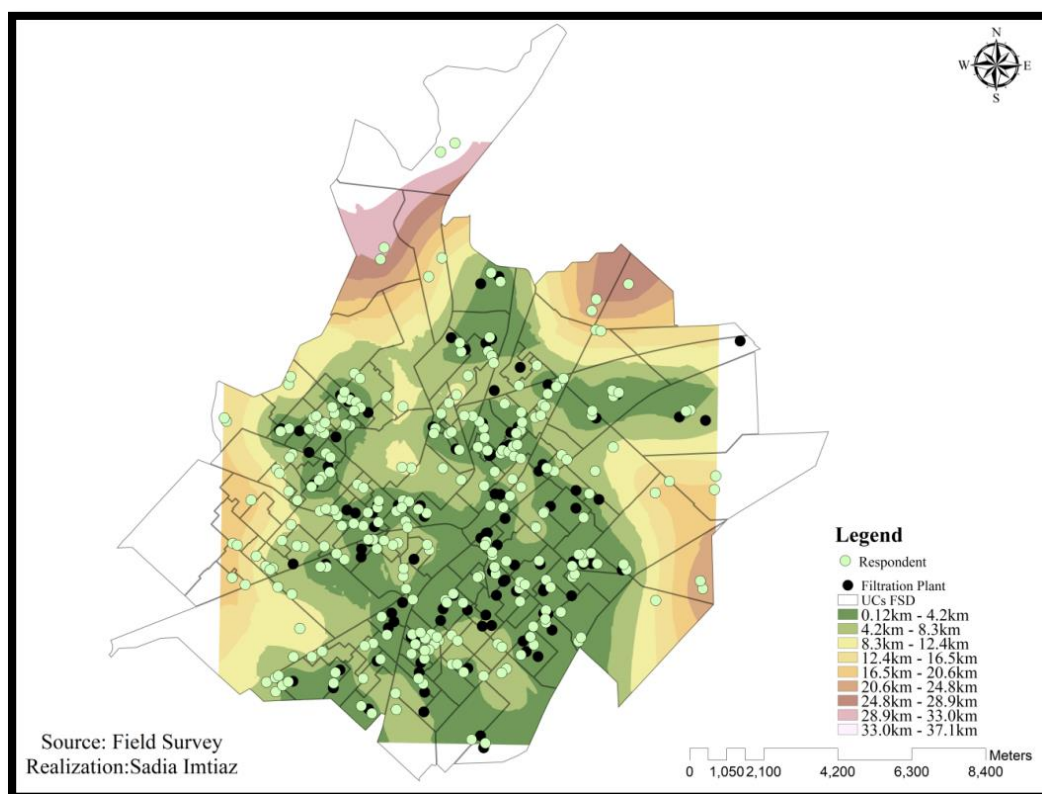 N
W E
S
Legend
Respondent
Filtration Plant
UCs FSD
0.12km - 4.2km
4.2km - 8.3km
8.3km - 12.4km
12.4km - 16.5km
16.5km - 20.6km
20.6km - 24.8km
24.8km - 28.9km
28.9km - 33.0km
33.0km - 37.1km
Source: Field Survey
Realization:Sadia Imtiaz
Meters
0 1,050 2,100 4,200 6,300 8,400